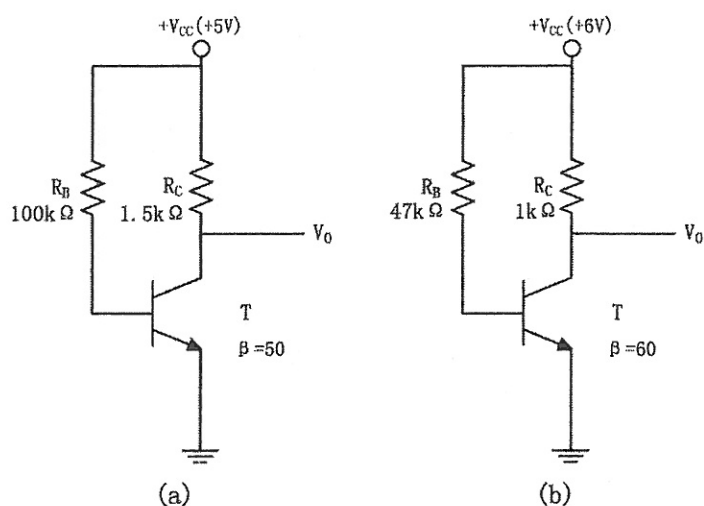 +V_CC(+5V)
R_B
100kΩ
R_C
1.5kΩ
V_0
T
β=50
(a)
+V_CC(+6V)
R_B
47kΩ
R_C
1kΩ
V_0
T
β=60
(b)